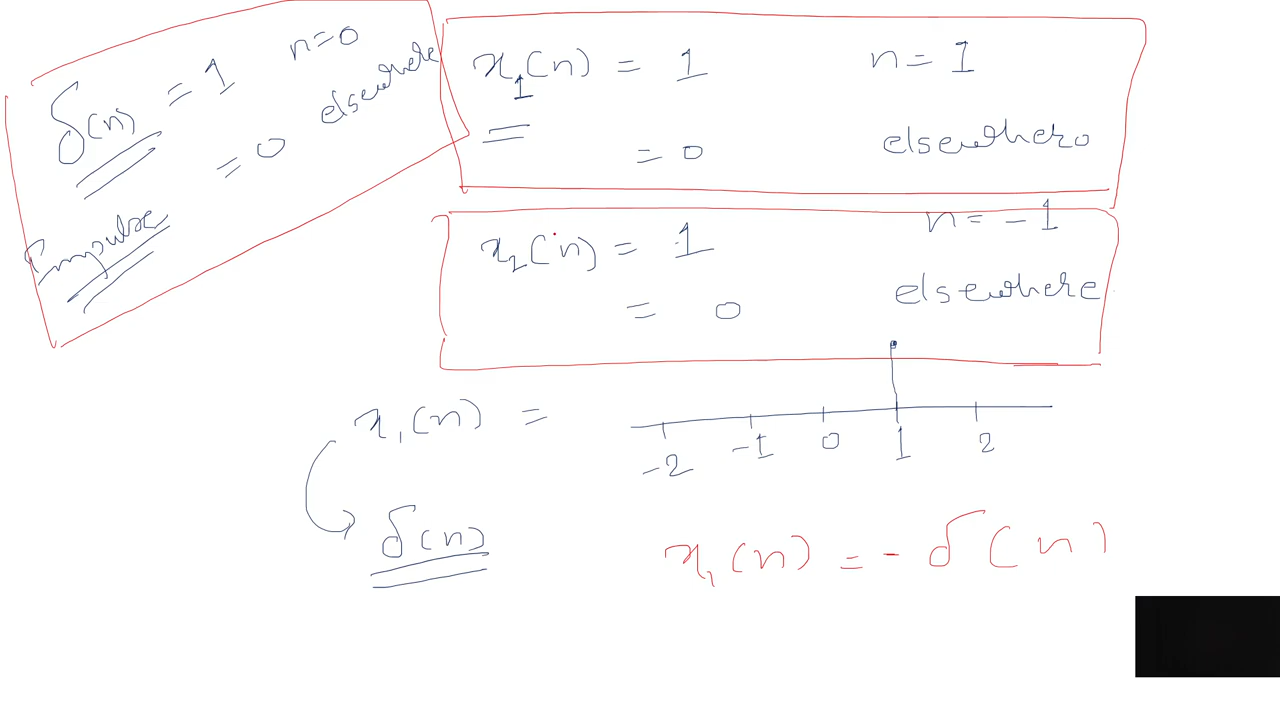 δ(n) = 1 n=0
= 0 elsewhere
Impulse
x₁(n) = 1 n = 1
= 0 elsewhero
x₂(n) = 1 n = -1
= 0 elsewhere
x₁(n) =
-2 -1 0 1 2
δ(n)
x₁(n) = - δ(n)